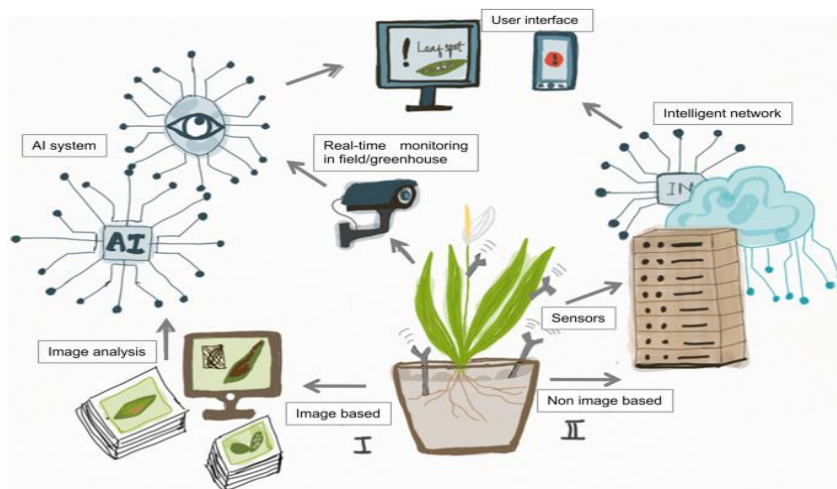 User interface
! Leaf spot
!
Intelligent network
AI system
Real-time monitoring
in field/greenhouse
IN
AI
Sensors
Image analysis
Image based
Non image based
I
II